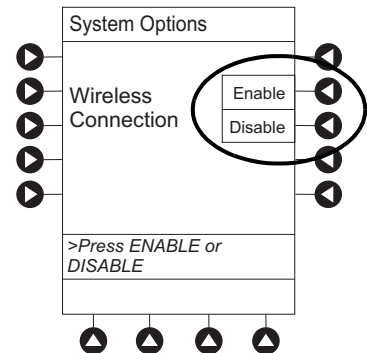 System Options
Wireless
Connection
Enable
Disable
>Press ENABLE or
DISABLE